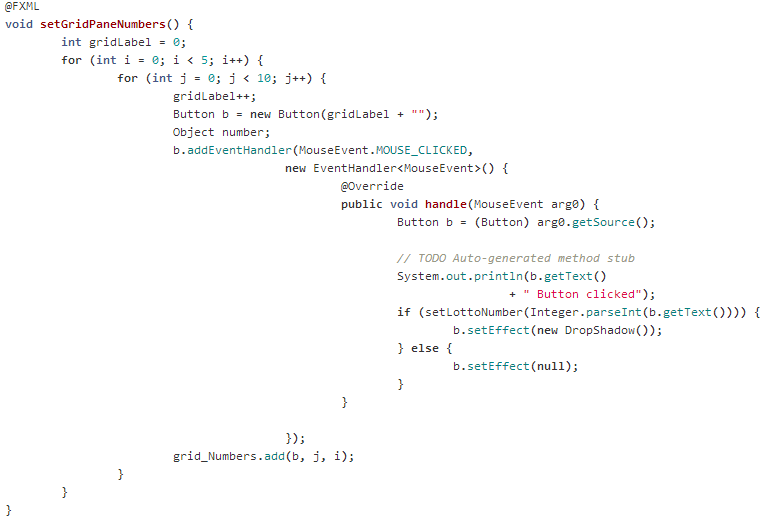 @FXML
void setGridPaneNumbers() {
int gridLabel = 0;
for (int i = 0; i < 5; i++) {
for (int j = 0; j < 10; j++) {
gridLabel++;
Button b = new Button(gridLabel + "");
Object number;
b.addEventHandler(MouseEvent.MOUSE_CLICKED,
new EventHandler<MouseEvent>() {
@Override
public void handle(MouseEvent arg0) {
Button b = (Button) arg0.getSource();
// TODO Auto-generated method stub
System.out.println(b.getText()
+ " Button clicked");
if (setLottoNumber(Integer.parseInt(b.getText()))) {
b.setEffect(new DropShadow());
} else {
b.setEffect(null);
}
}
});
grid_Numbers.add(b, j, i);
}
}
}